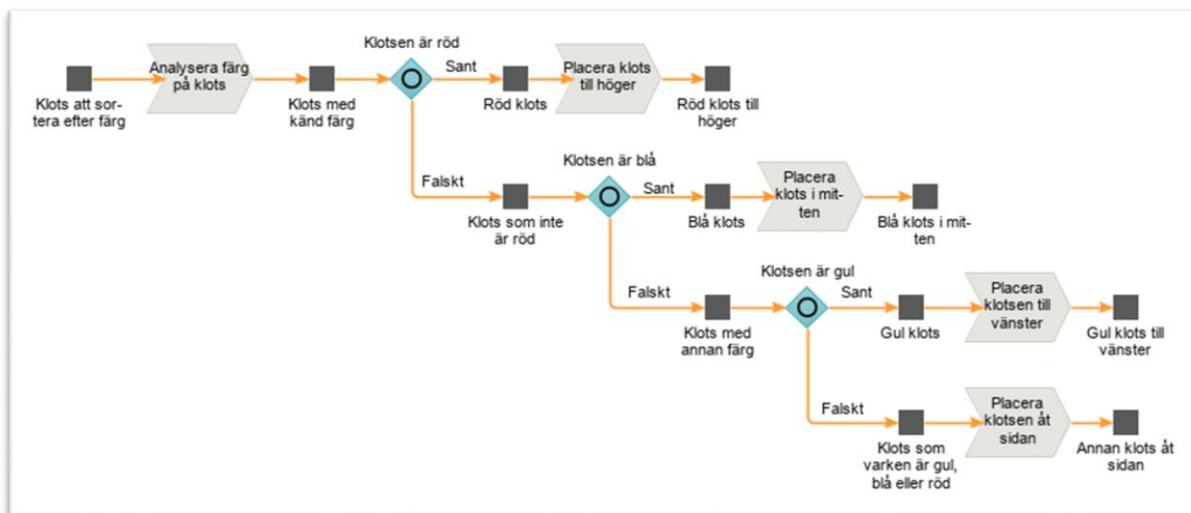 Klotsen är röd
Analysera färg
på klots
Sant
Placera klots
till höger
Klots att sor-
tera efter färg
Klots med
känd färg
Röd klots
Röd klots till
höger
Klotsen är blå
Falskt
Sant
Placera
klots i mit-
ten
Klots som inte
är röd
Blå klots
Blå klots i mit-
ten
Klotsen är gul
Falskt
Sant
Placera
klotsen till
vänster
Klots med
annan färg
Gul klots
Gul klots till
vänster
Falskt
Placera
klotsen åt
sidan
Klots som
varken är gul,
blå eller röd
Annan klots åt
sidan